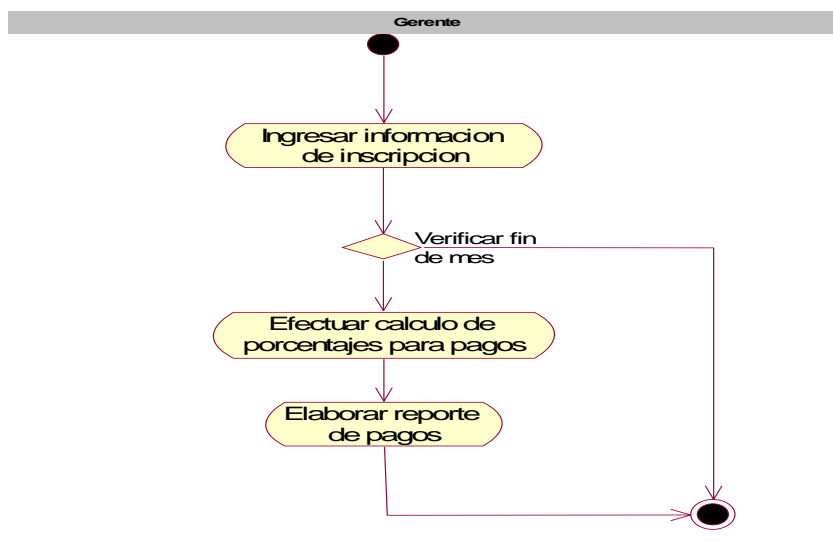 Gerente
Ingresar informacion
de inscripcion
Verificar fin
de mes
Efectuar calculo de
porcentajes para pagos
Elaborar reporte
de pagos